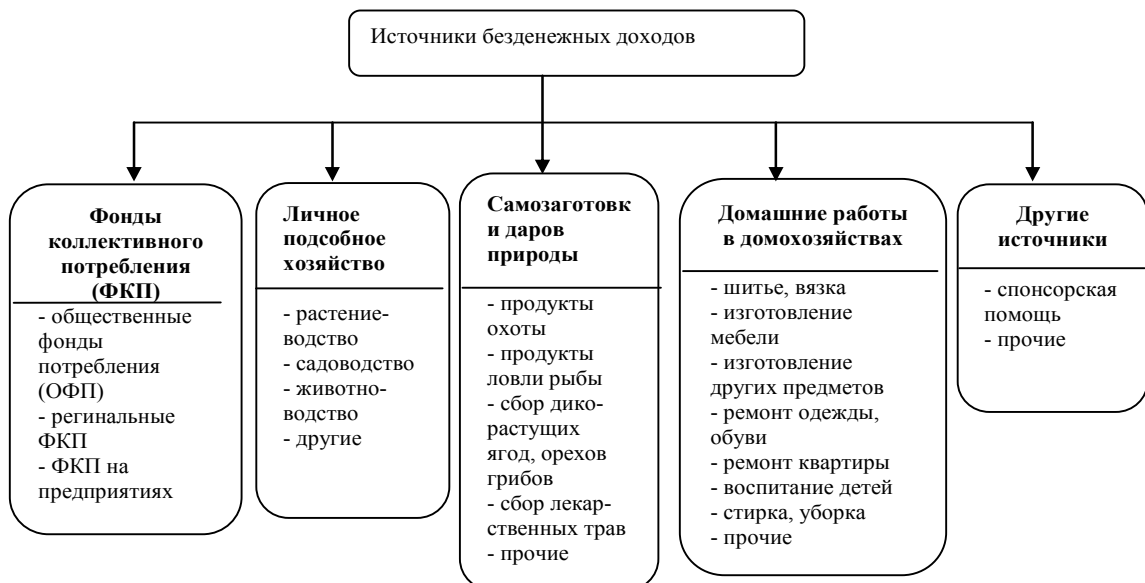 Источники безденежных доходов
Фонды
коллективного
потребления
(ФКП)
- общественные
фонды
потребления
(ОФП)
- регинальные
ФКП
- ФКП на
предприятиях
Личное
подсобное
хозяйство
- растение-
водство
- садоводство
- животно-
водство
- другие
Самозаготовк
и даров
природы
- продукты
охоты
- продукты
ловли рыбы
- сбор дико-
растущих
ягод, орехов
грибов
- сбор лекар-
ственных трав
- прочие
Домашние работы
в домохозяйствах
- шитье, вязка
- изготовление
мебели
- изготовление
других предметов
- ремонт одежды,
обуви
- ремонт квартиры
- воспитание детей
- стирка, уборка
- прочие
Другие
источники
- спонсорская
помощь
- прочие